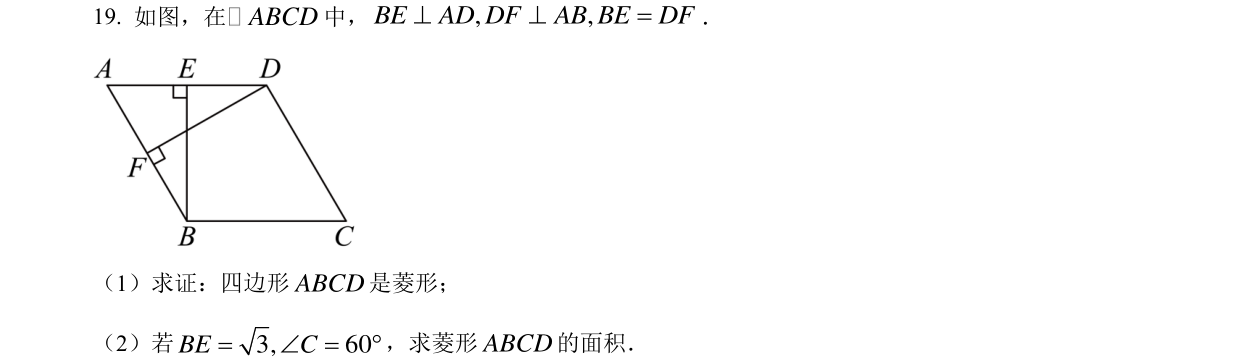 19. 如图，在□ ABCD 中，BE ⊥ AD, DF ⊥ AB, BE = DF .
A E D
F
B C
（1）求证：四边形 ABCD 是菱形；
（2）若 BE = √3, ∠C = 60°，求菱形 ABCD 的面积．